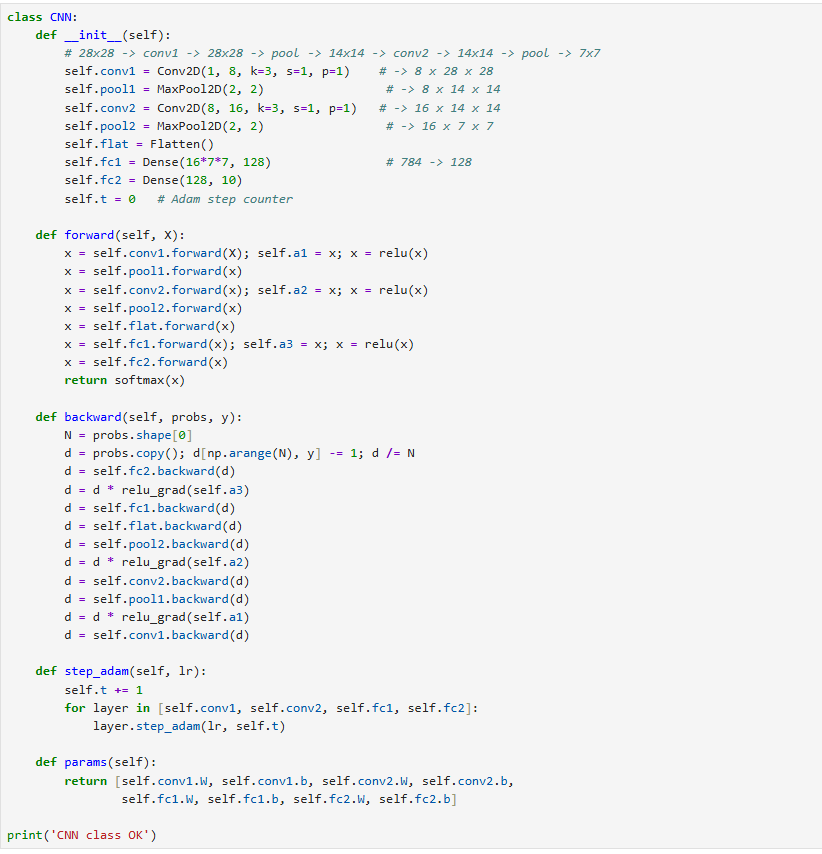 class CNN:
    def __init__(self):
        # 28x28 -> conv1 -> 28x28 -> pool -> 14x14 -> conv2 -> 14x14 -> pool -> 7x7
        self.conv1 = Conv2D(1, 8, k=3, s=1, p=1)    # -> 8 x 28 x 28
        self.pool1 = MaxPool2D(2, 2)                 # -> 8 x 14 x 14
        self.conv2 = Conv2D(8, 16, k=3, s=1, p=1)   # -> 16 x 14 x 14
        self.pool2 = MaxPool2D(2, 2)                 # -> 16 x 7 x 7
        self.flat = Flatten()
        self.fc1 = Dense(16*7*7, 128)                # 784 -> 128
        self.fc2 = Dense(128, 10)
        self.t = 0   # Adam step counter

    def forward(self, X):
        x = self.conv1.forward(X); self.a1 = x; x = relu(x)
        x = self.pool1.forward(x)
        x = self.conv2.forward(x); self.a2 = x; x = relu(x)
        x = self.pool2.forward(x)
        x = self.flat.forward(x)
        x = self.fc1.forward(x); self.a3 = x; x = relu(x)
        x = self.fc2.forward(x)
        return softmax(x)

    def backward(self, probs, y):
        N = probs.shape[0]
        d = probs.copy(); d[np.arange(N), y] -= 1; d /= N
        d = self.fc2.backward(d)
        d = d * relu_grad(self.a3)
        d = self.fc1.backward(d)
        d = self.flat.backward(d)
        d = self.pool2.backward(d)
        d = d * relu_grad(self.a2)
        d = self.conv2.backward(d)
        d = self.pool1.backward(d)
        d = d * relu_grad(self.a1)
        d = self.conv1.backward(d)

    def step_adam(self, lr):
        self.t += 1
        for layer in [self.conv1, self.conv2, self.fc1, self.fc2]:
            layer.step_adam(lr, self.t)

    def params(self):
        return [self.conv1.W, self.conv1.b, self.conv2.W, self.conv2.b,
                self.fc1.W, self.fc1.b, self.fc2.W, self.fc2.b]

print('CNN class OK')